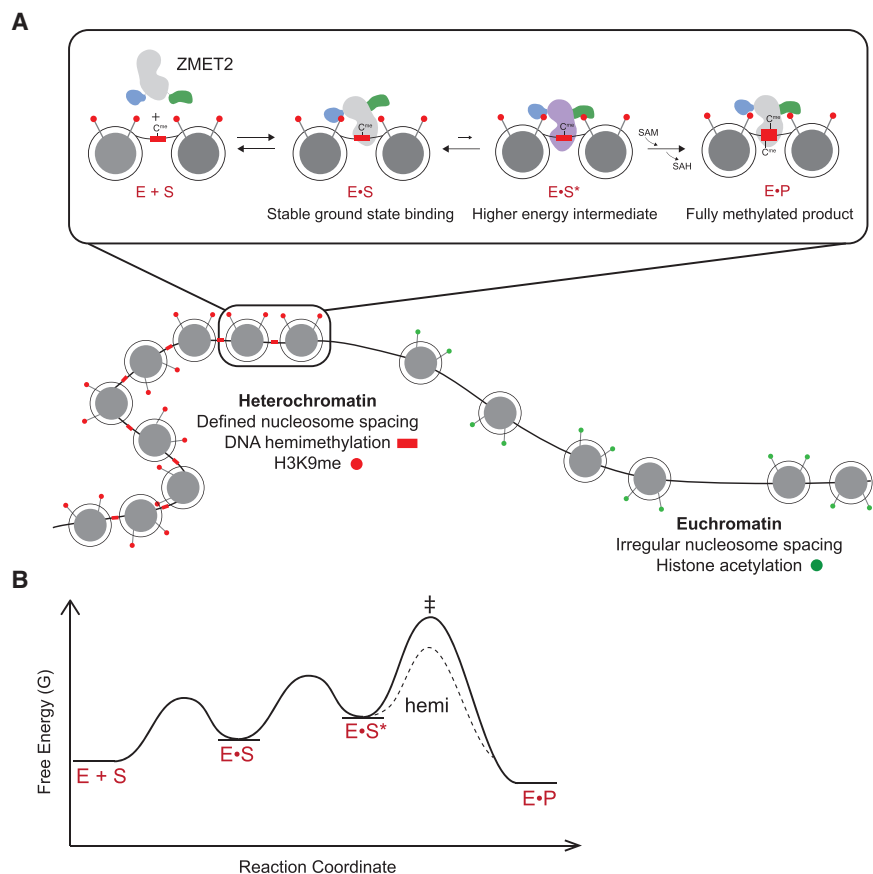 A
ZMET2
+
Cme
Cme
Cme
Cme
Cme
SAM
SAH
E + S
E•S
E•S*
E•P
Stable ground state binding
Higher energy intermediate
Fully methylated product
Heterochromatin
Defined nucleosome spacing
DNA hemimethylation
H3K9me
Euchromatin
Irregular nucleosome spacing
Histone acetylation
B
Free Energy (G)
‡
hemi
E + S
E•S
E•S*
E•P
Reaction Coordinate